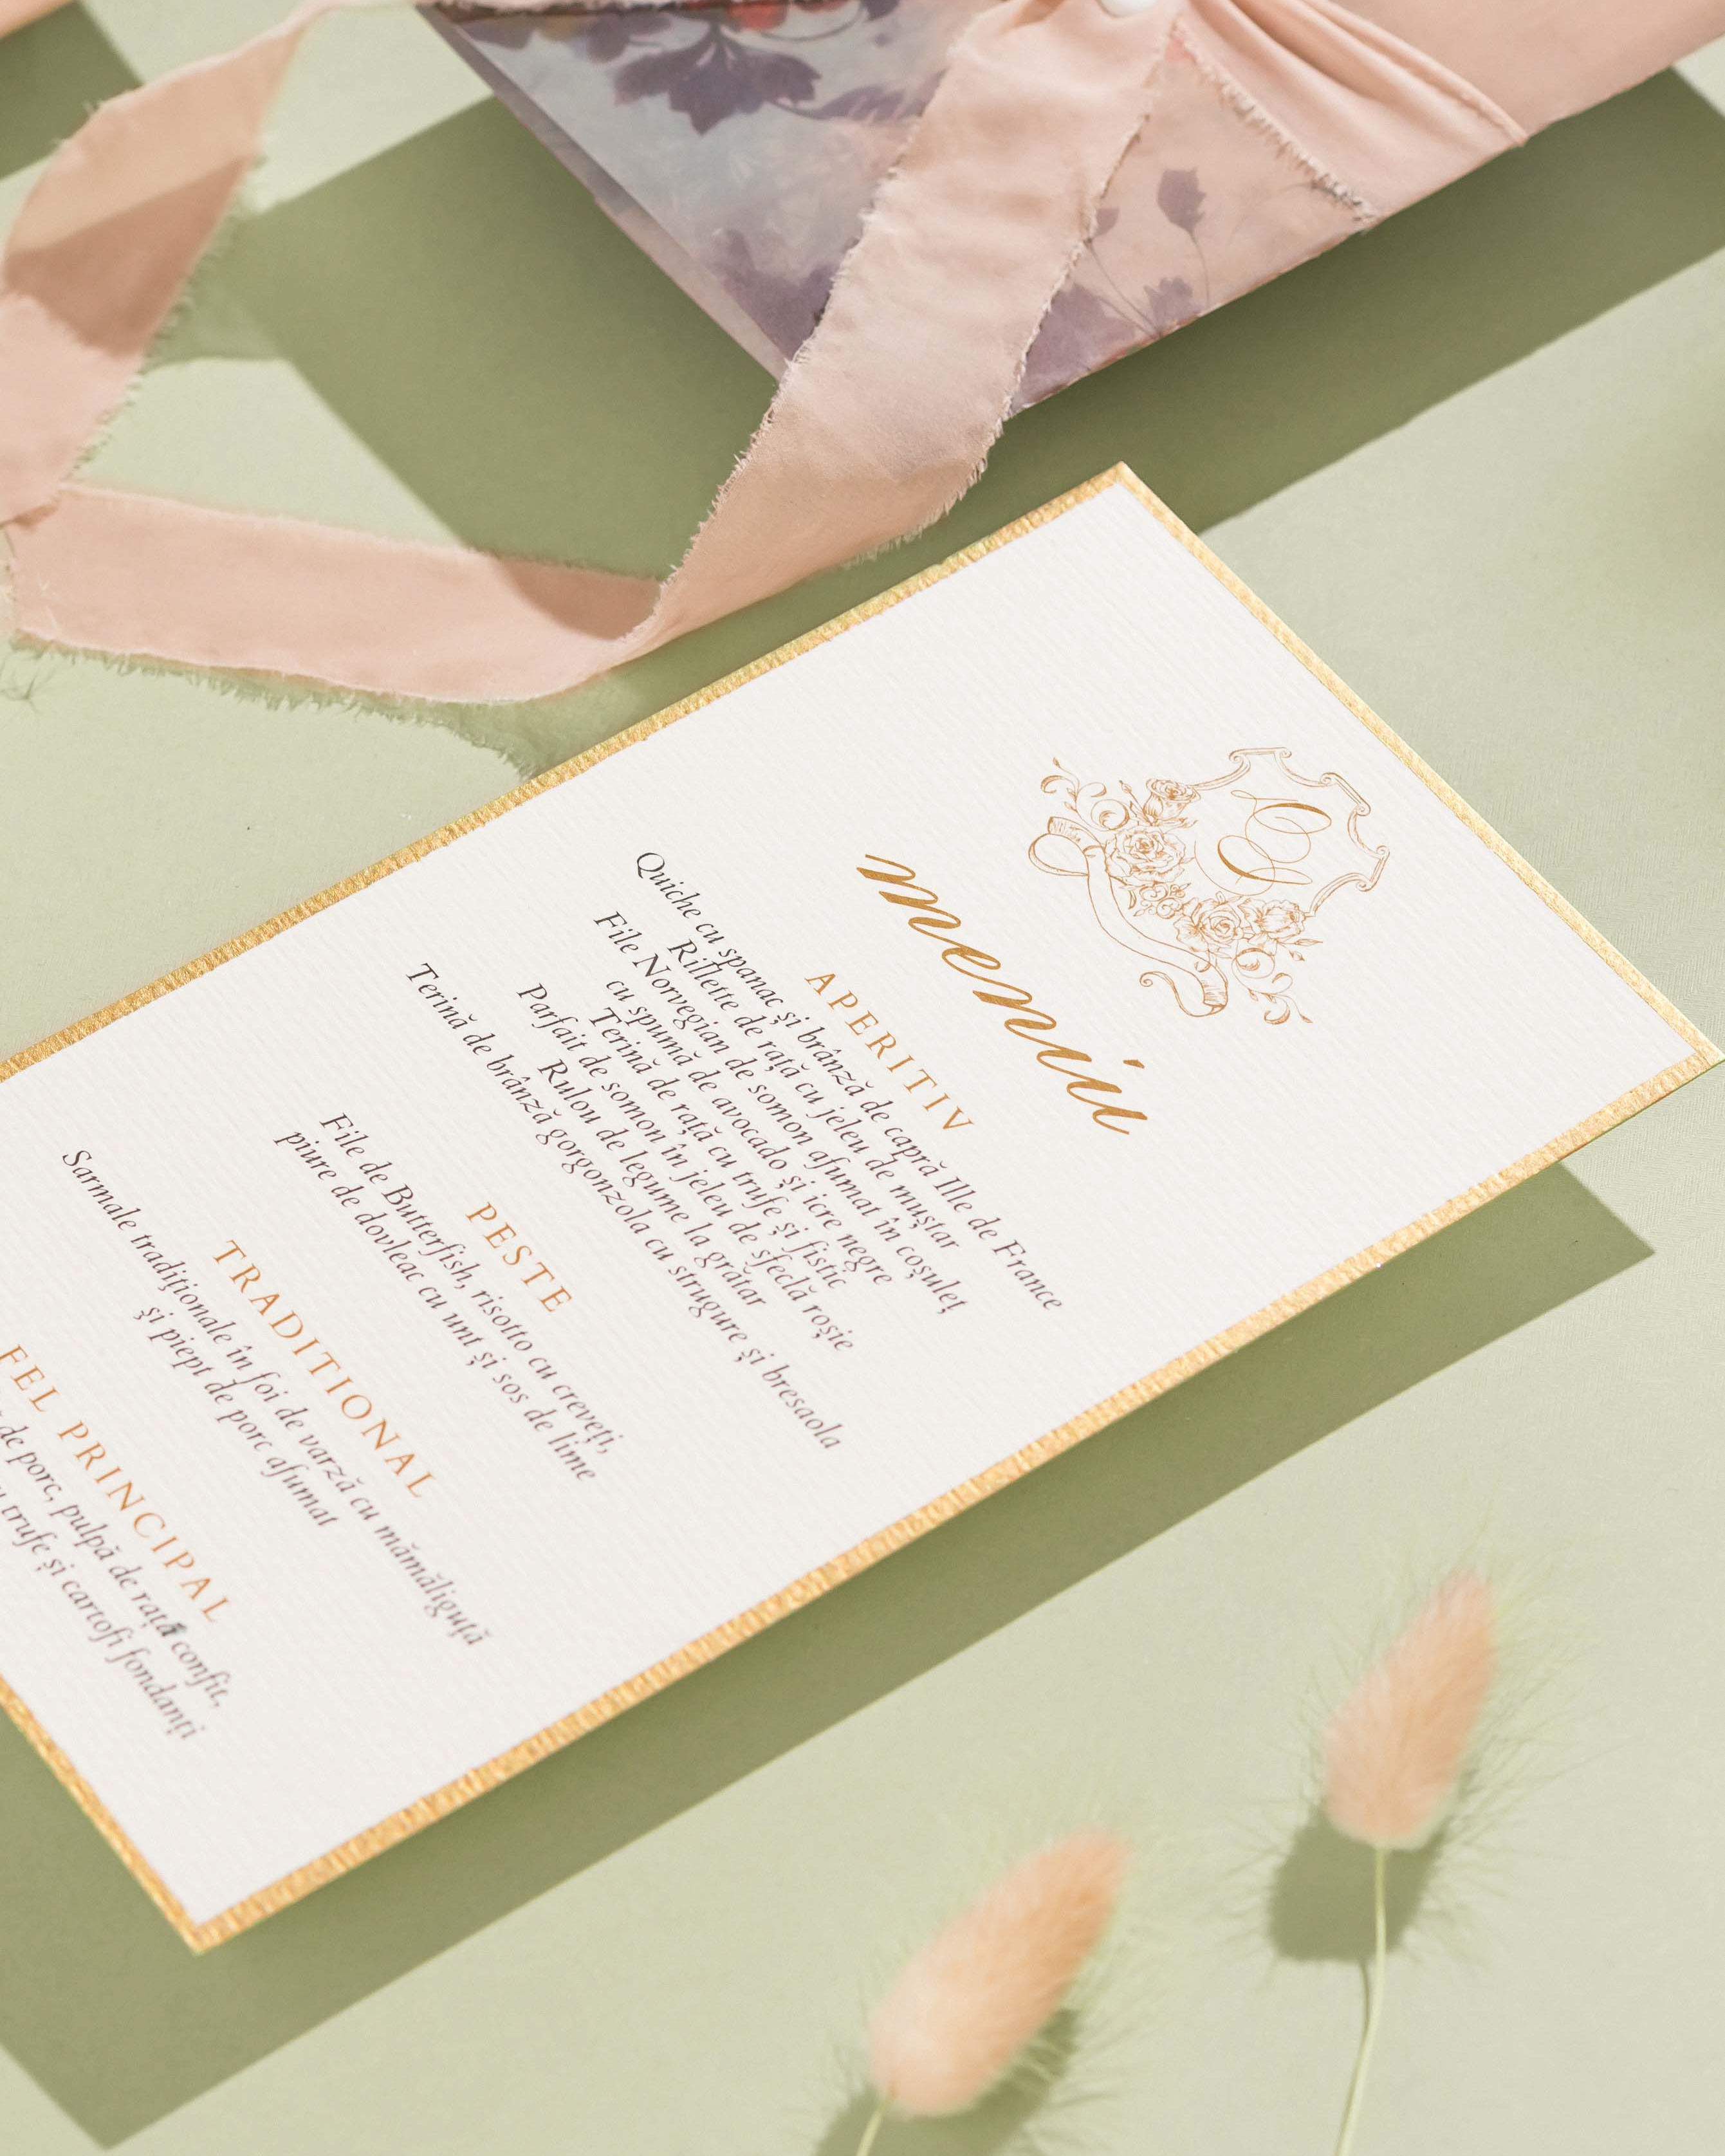 meniu
APERITIV
Quiche cu spanac și brânză de capră Ille de France
Rillette de rață cu jeleu de muștar
File Norvegian de somon afumat în coșuleț
cu spumă de avocado și icre negre
Terină de rață cu trufe și fistic
Parfait de somon în jeleu de sfeclă roșie
Rulou de legume la grătar
Terină de brânză gorgonzola cu strugure și bresaola
PESTE
File de Butterfish, risotto cu creveți,
piure de dovleac cu unt și sos de lime
TRADITIONAL
Sarmale tradiționale în foi de varză cu mămăliguță
și piept de porc afumat
FEL PRINCIPAL
de porc, pulpă de rață confit,
trufe și cartofi fondanți